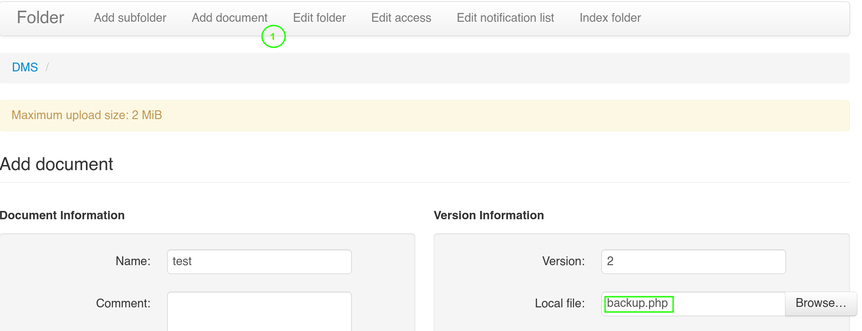 Folder Add subfolder Add document Edit folder Edit access Edit notification list Index folder
1
DMS /
Maximum upload size: 2 MiB
Add document
Document Information Version Information
Name: test Version: 2
Comment: Local file: backup.php Browse...